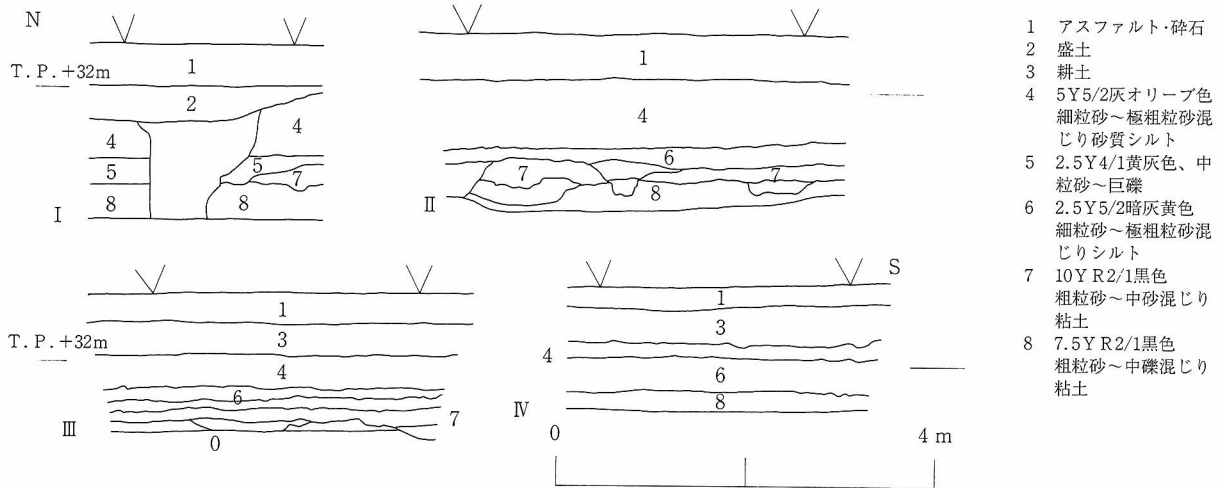 N
T.P.+32m
1
2
4
4
5
5
7
8
8
I
1
4
6
7
7
8
II
T.P.+32m
1
3
4
6
7
III
0
S
1
3
4
6
8
IV
0
4 m
1 アスファルト・砕石
2 盛土
3 耕土
4 5Y5/2灰オリーブ色
細粒砂～極粗粒砂混
じり砂質シルト
5 2.5Y4/1黄灰色、中
粒砂～巨礫
6 2.5Y5/2暗灰黄色
細粒砂～極粗粒砂混
じりシルト
7 10YR2/1黒色
粗粒砂～中砂混じり
粘土
8 7.5YR2/1黒色
粗粒砂～中礫混じり
粘土